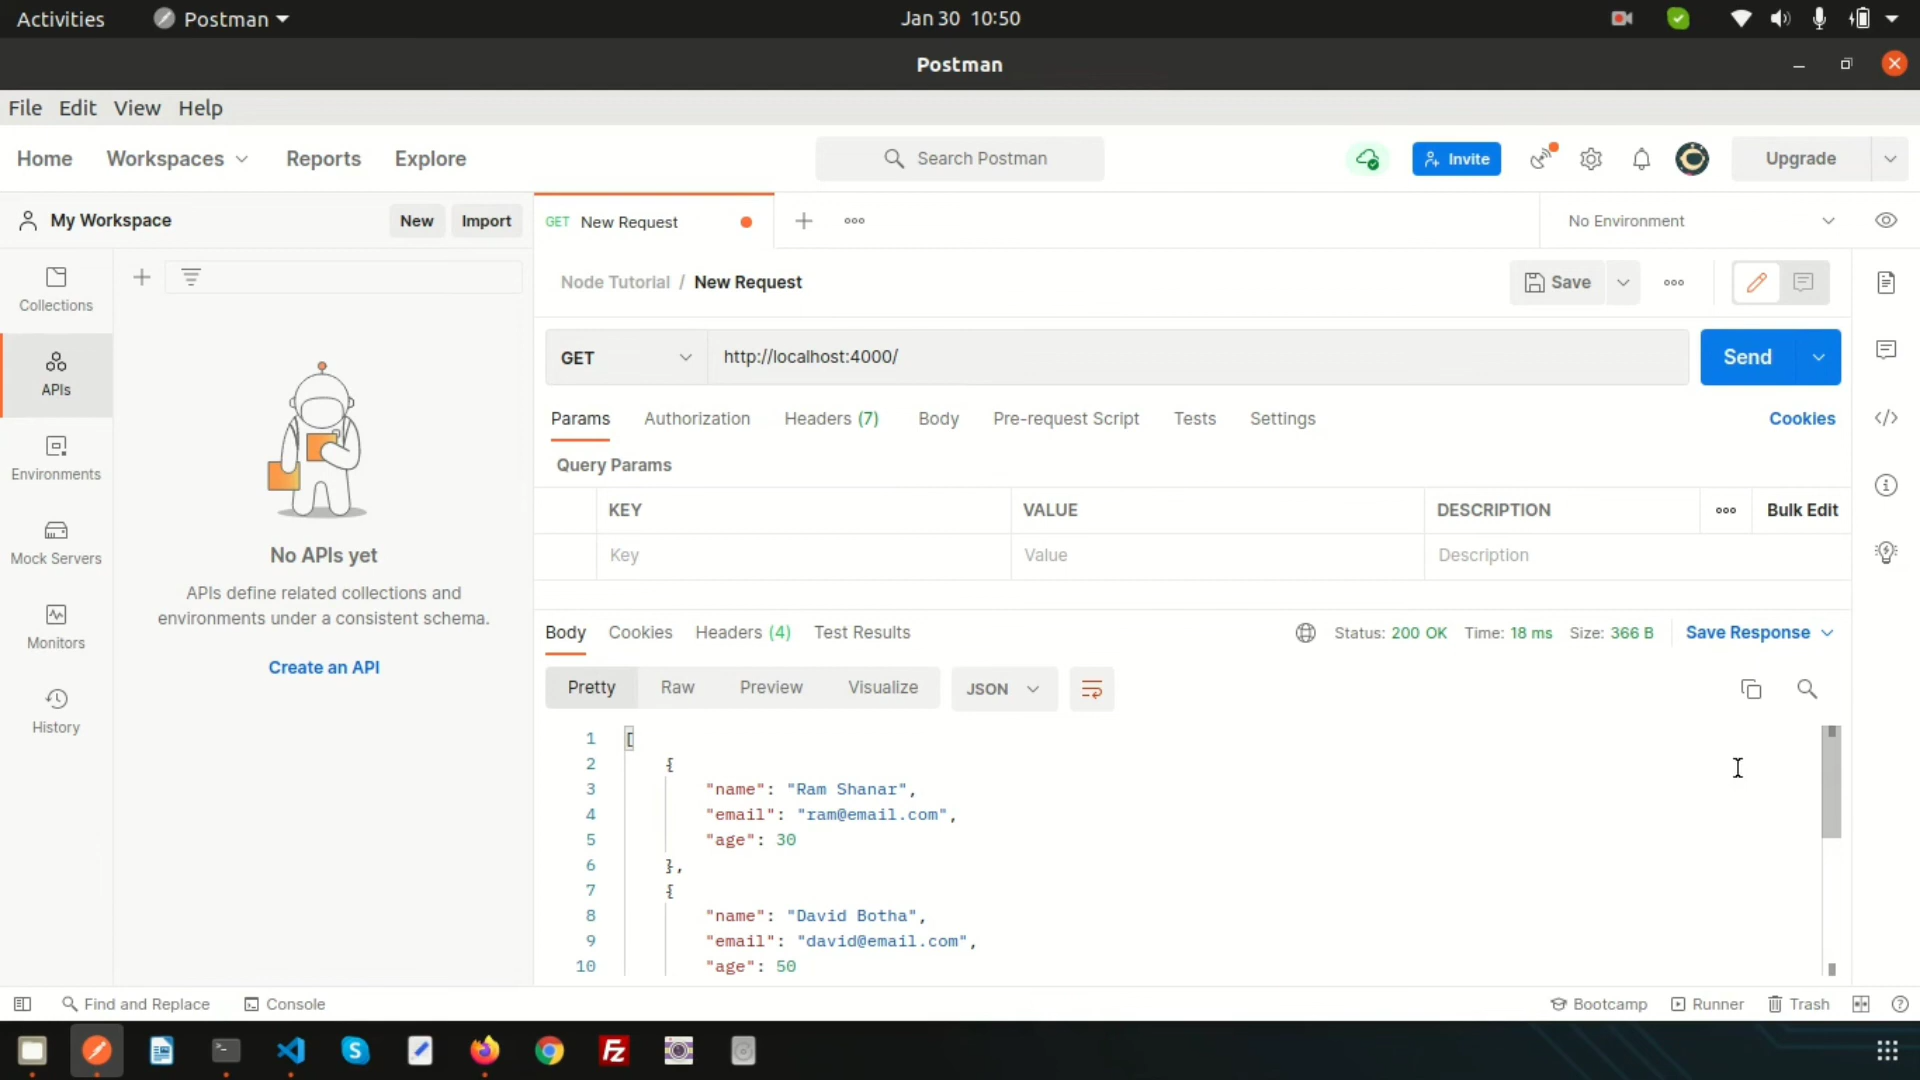 Activities
Postman
Jan 30 10:50
Postman
File Edit View Help
Home Workspaces Reports Explore
Search Postman
Invite
Upgrade
My Workspace
New Import
GET New Request
No Environment
Collections
APIs
Environments
Mock Servers
Monitors
History
No APIs yet
APIs define related collections and
environments under a consistent schema.
Create an API
Node Tutorial / New Request
Save
GET
http://localhost:4000/
Send
Params Authorization Headers (7) Body Pre-request Script Tests Settings
Cookies
Query Params
KEY VALUE DESCRIPTION Bulk Edit
Key Value Description
Body Cookies Headers (4) Test Results
Status: 200 OK Time: 18 ms Size: 366 B Save Response
Pretty Raw Preview Visualize JSON
1 [
2 {
3 "name": "Ram Shanar",
4 "email": "ram@email.com",
5 "age": 30
6 },
7 {
8 "name": "David Botha",
9 "email": "david@email.com",
10 "age": 50
Find and Replace Console
Bootcamp Runner Trash